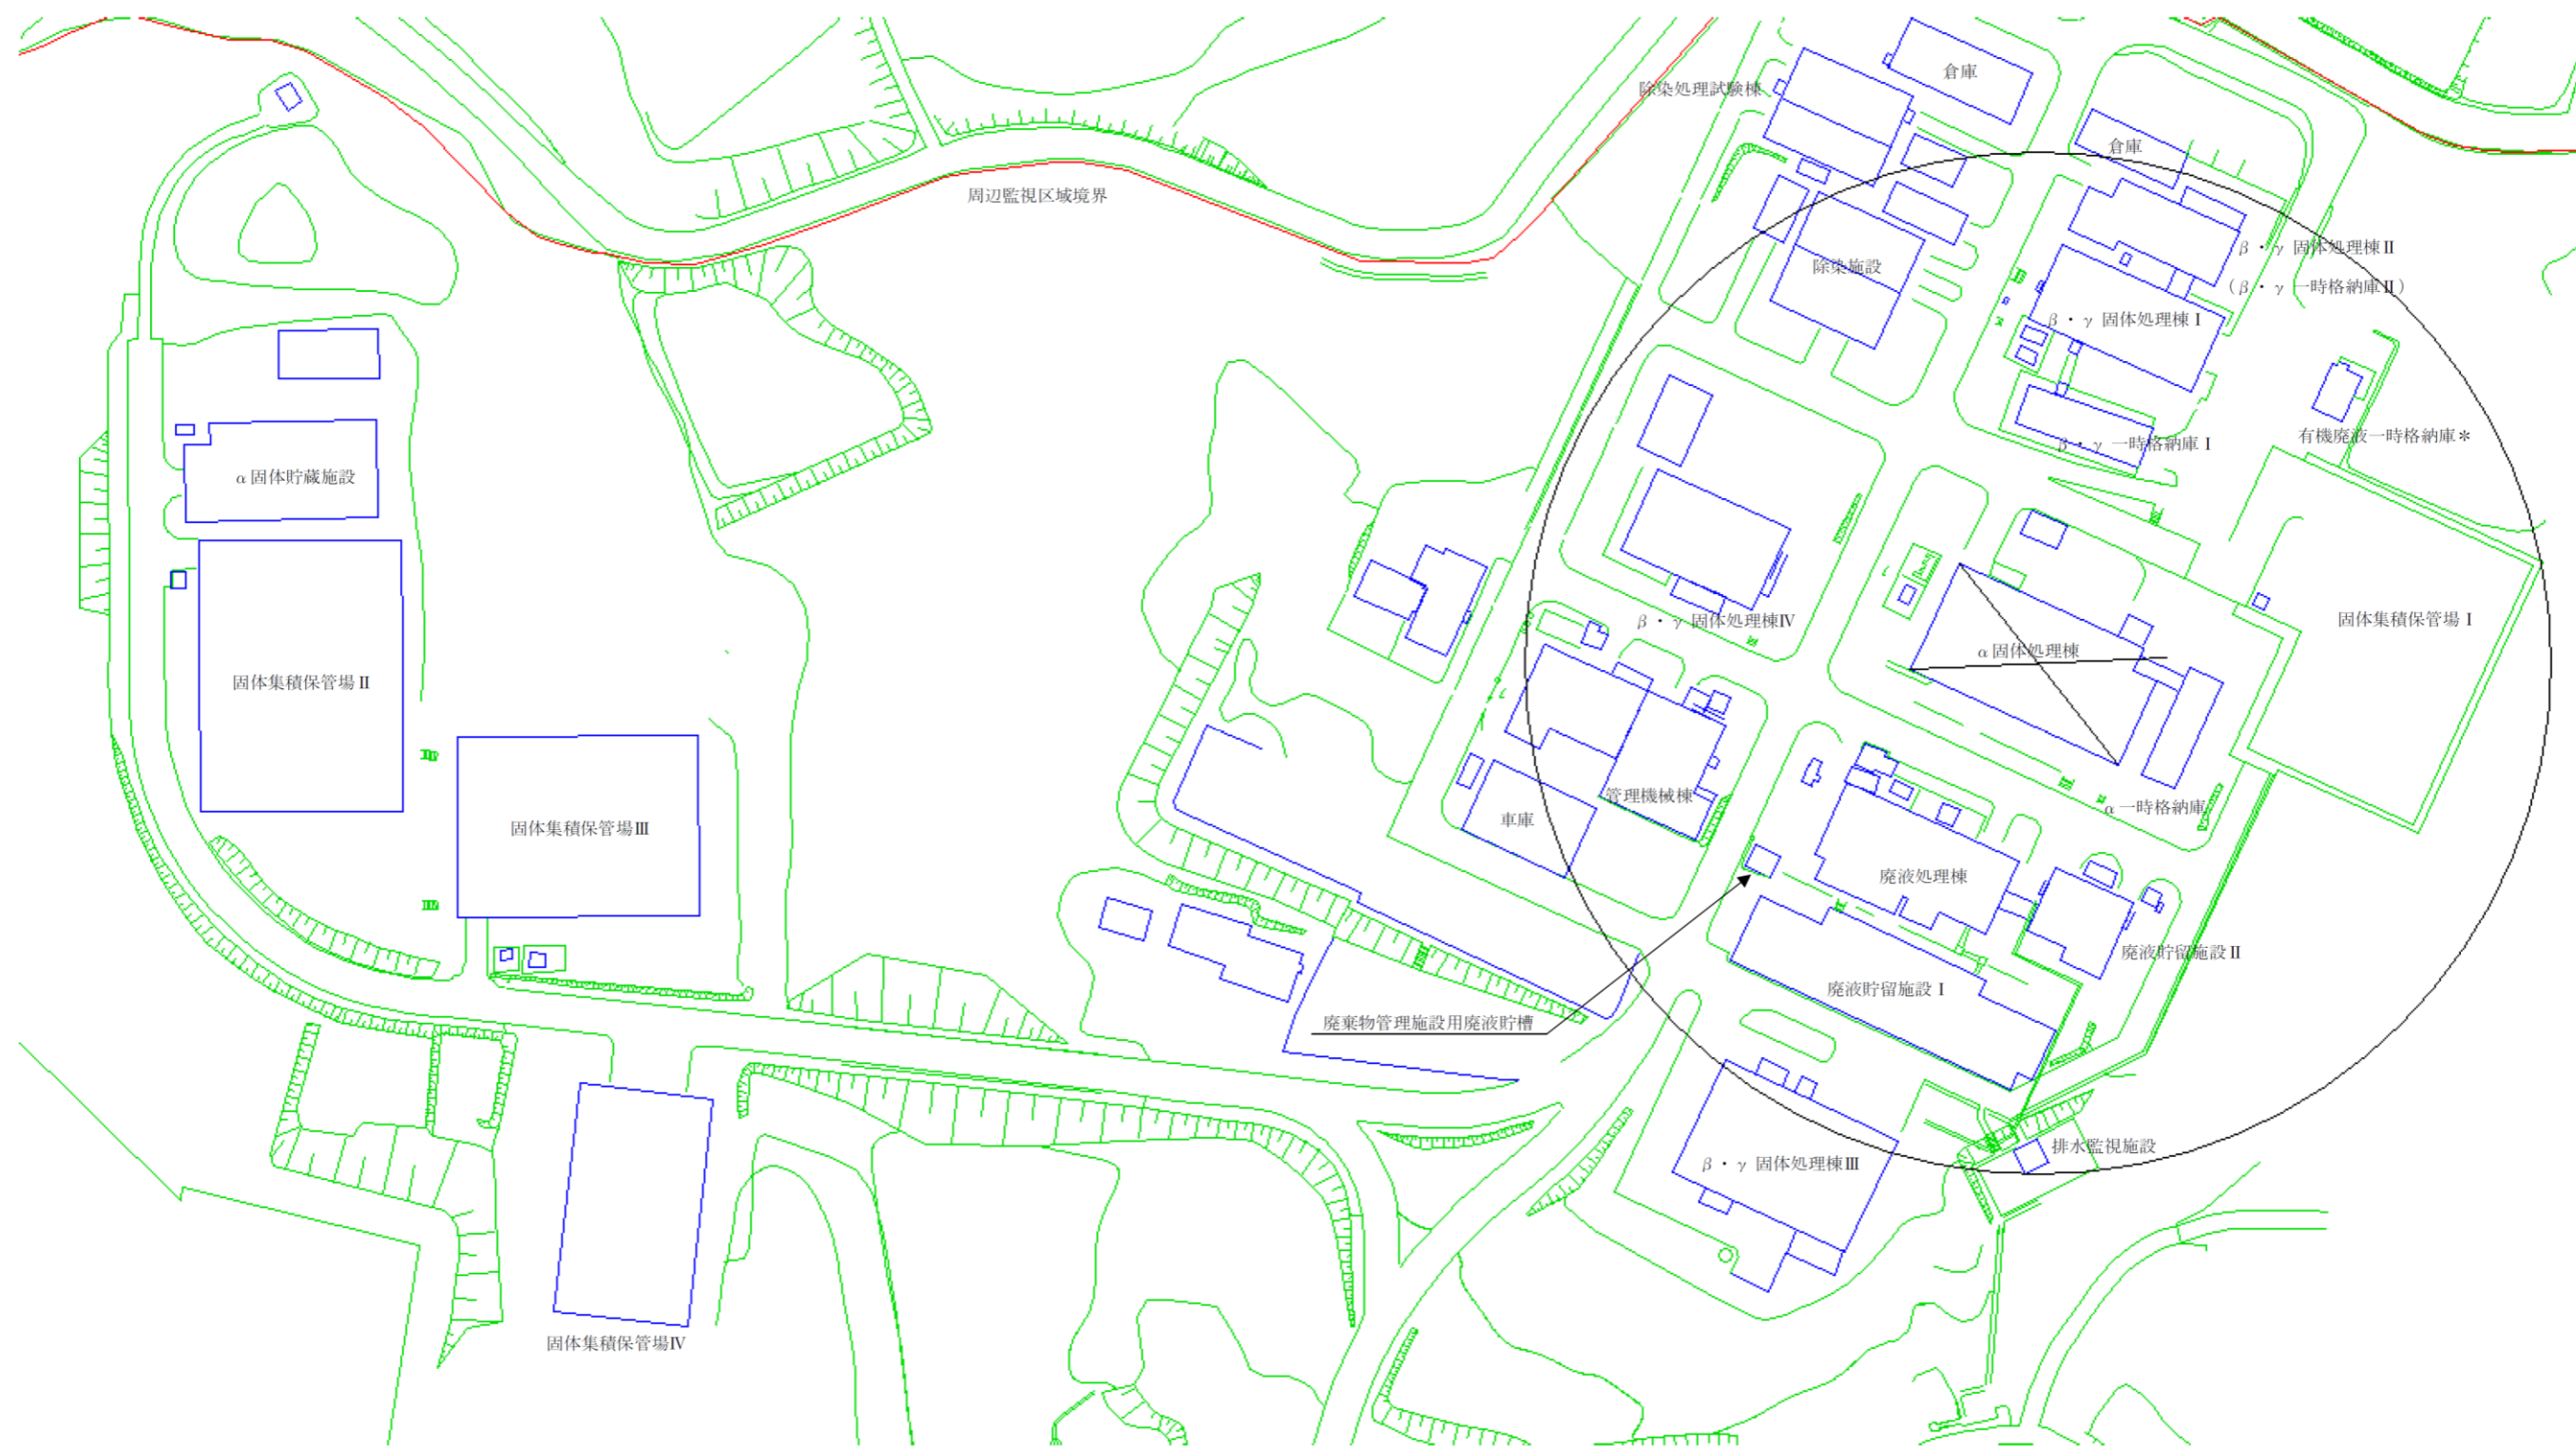 倉庫
除染処理試験棟
倉庫
周辺監視区域境界
β・γ 固体処理棟Ⅱ
除染施設
(β・γ 一時格納庫Ⅱ)
β・γ 固体処理棟Ⅰ
有機廃液一時格納庫*
β・γ 一時格納庫Ⅰ
α固体貯蔵施設
固体集積保管場Ⅰ
β・γ 固体処理棟Ⅳ
α固体処理棟
固体集積保管場Ⅱ
管理機械棟
α一時格納庫
車庫
固体集積保管場Ⅲ
廃液処理棟
廃液貯留施設Ⅱ
廃液貯留施設Ⅰ
廃棄物管理施設用廃液貯槽
排水監視施設
β・γ 固体処理棟Ⅲ
固体集積保管場Ⅳ